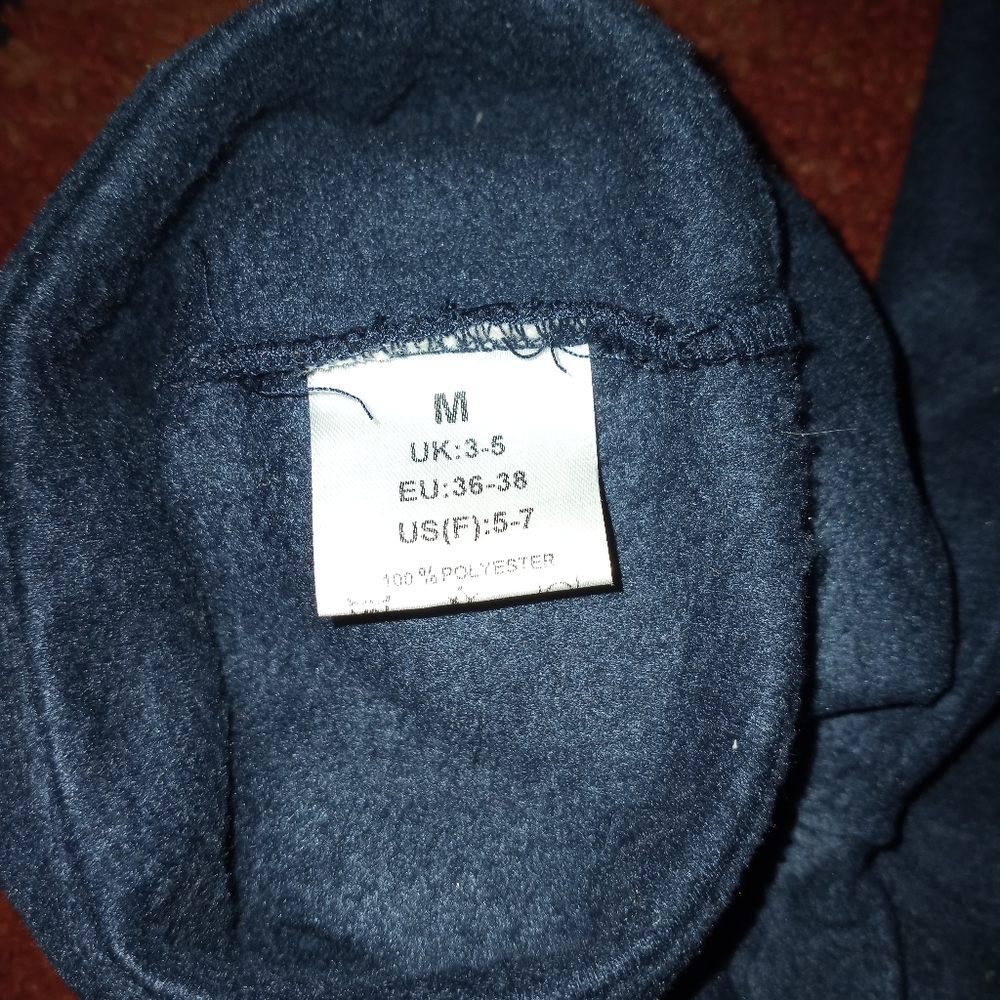 M
UK:3-5
EU:36-38
US(F):5-7
100 % POLYESTER